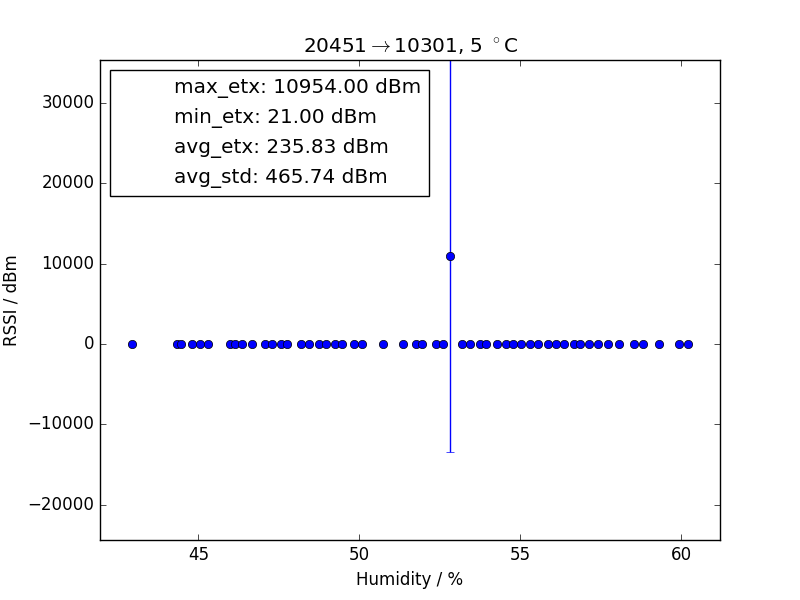 20451→10301, 5 °C
max_etx: 10954.00 dBm
min_etx: 21.00 dBm
avg_etx: 235.83 dBm
avg_std: 465.74 dBm
30000
20000
10000
0
−10000
−20000
RSSI / dBm
45 50 55 60
Humidity / %